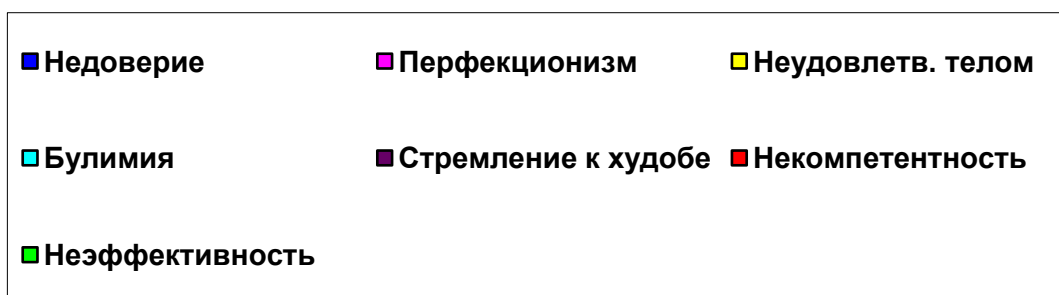 Недоверие Перфекционизм Неудовлетв. телом
Булимия Стремление к худобе Некомпетентность
Неэффективность